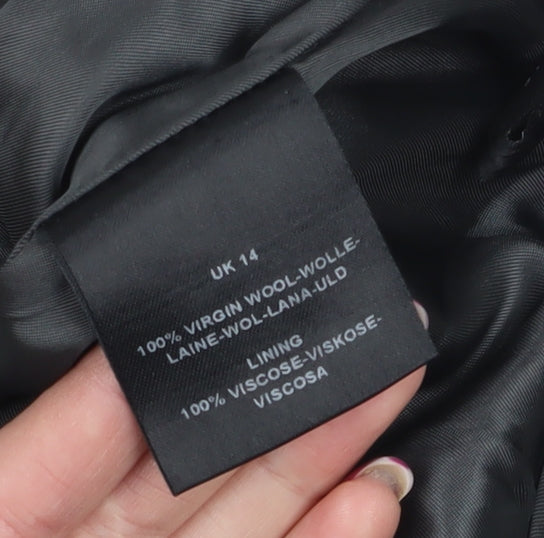 UK 14
100% VIRGIN WOOL-WOLLE-
LAINE-WOL-LANA-ULD
LINING
100% VISCOSE-VISKOSE-
VISCOSA